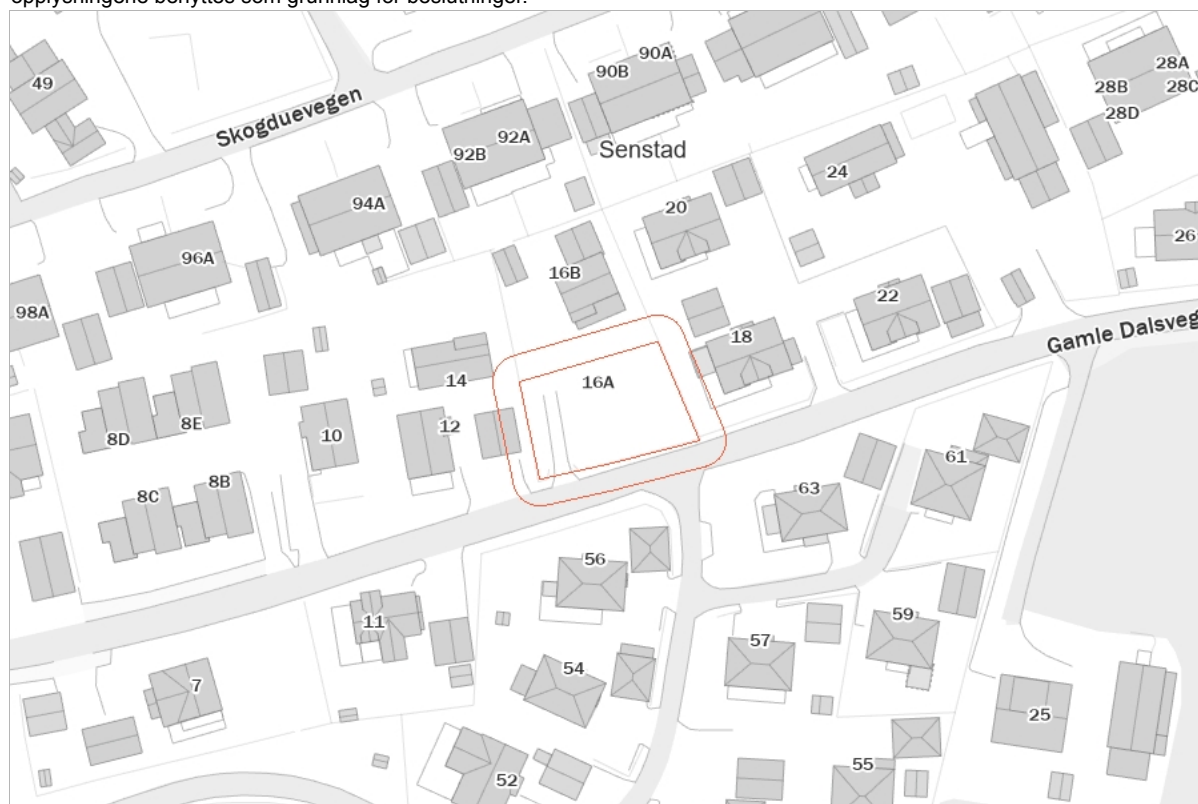 opplysningene benyttes som grunnlag for beslutninger.
90A
90B
28A
49
28B
28C
28D
Skogduevegen
92A
92B
Senstad
24
94A
20
26
96A
16B
22
98A
18
Gamle Dalsveg
14
16A
8E
12
10
8D
61
8B
8C
63
56
59
11
57
54
7
25
55
52